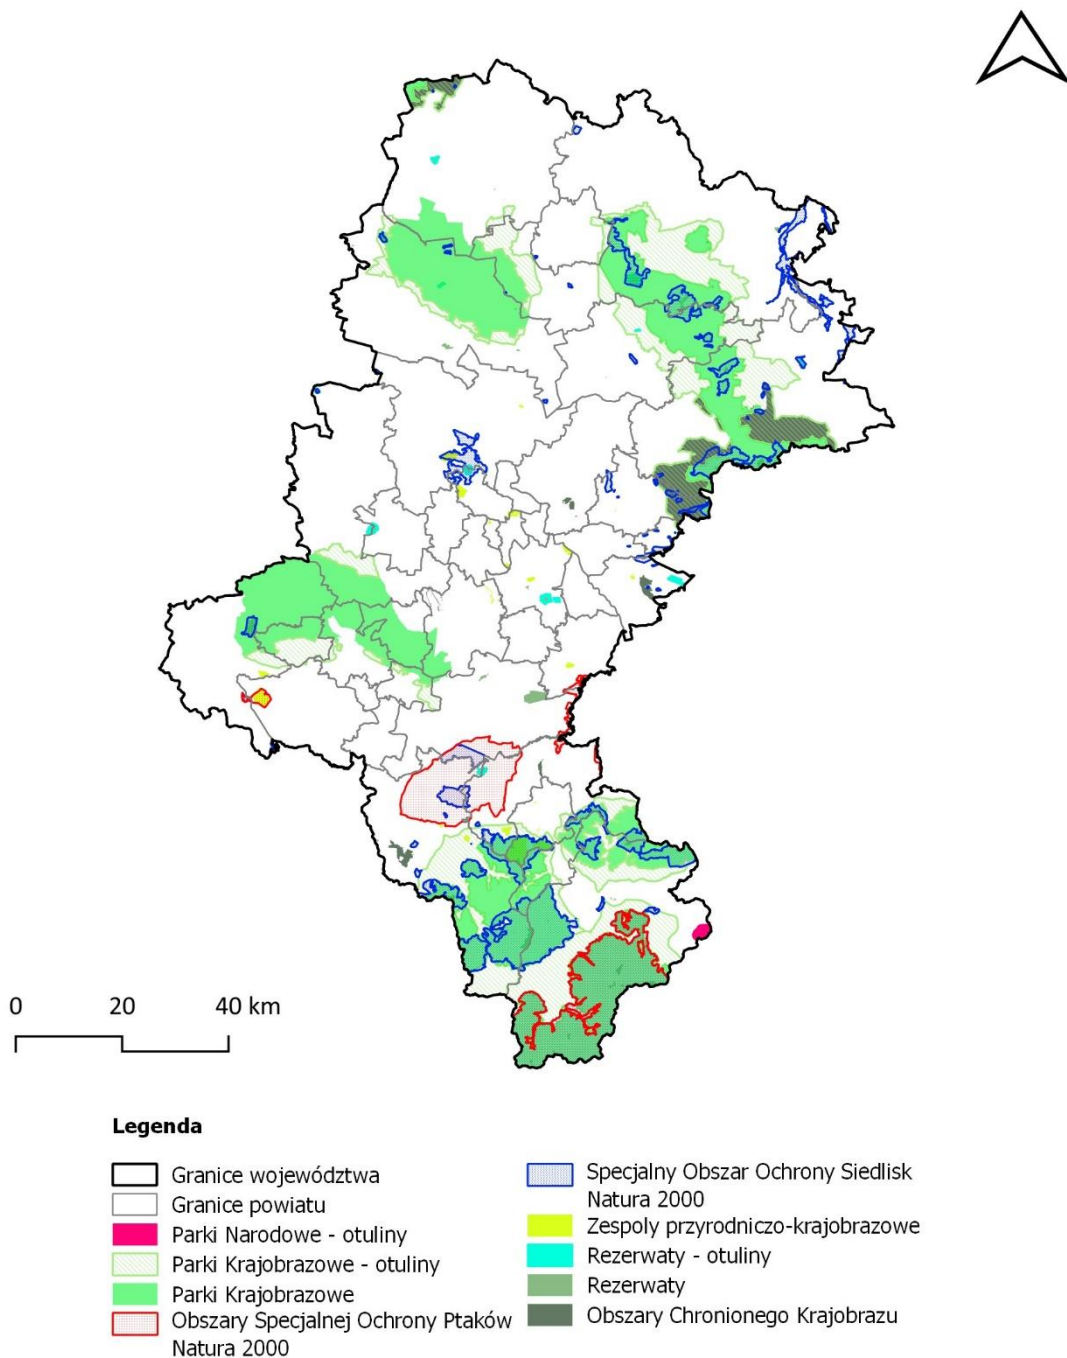 0 20 40 km
Legenda
Granice województwa
Granice powiatu
Parki Narodowe - otuliny
Parki Krajobrazowe - otuliny
Parki Krajobrazowe
Obszary Specjalnej Ochrony Ptaków
Natura 2000
Specjalny Obszar Ochrony Siedlisk
Natura 2000
Zespoly przyrodniczo-krajobrazowe
Rezerwaty - otuliny
Rezerwaty
Obszary Chronionego Krajobrazu